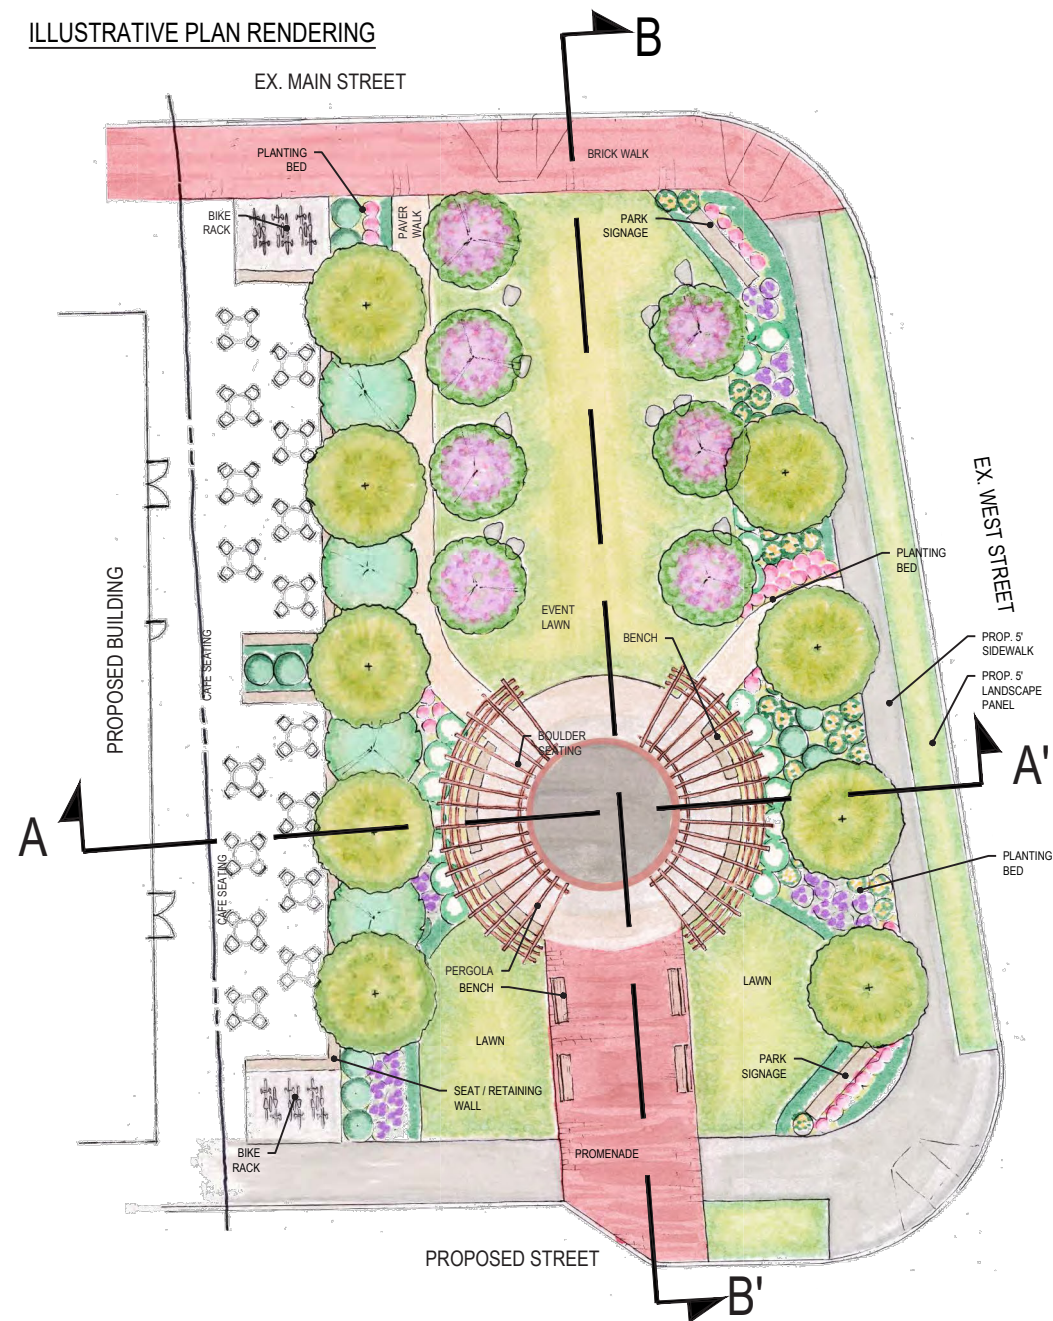 ILLUSTRATIVE PLAN RENDERING
B
EX. MAIN STREET
PLANTING
BED
BRICK WALK
BIKE
RACK
PAVER
WALK
PARK
SIGNAGE
EX. WEST STREET
PLANTING
BED
PROPOSED BUILDING
CAFE SEATING
EVENT
LAWN
BENCH
PROP. 5'
SIDEWALK
PROP. 5'
LANDSCAPE
PANEL
BOULDER
SEATING
A'
A
CAFE SEATING
PLANTING
BED
PERGOLA
BENCH
LAWN
LAWN
PARK
SIGNAGE
SEAT / RETAINING
WALL
BIKE
RACK
PROMENADE
PROPOSED STREET
B'